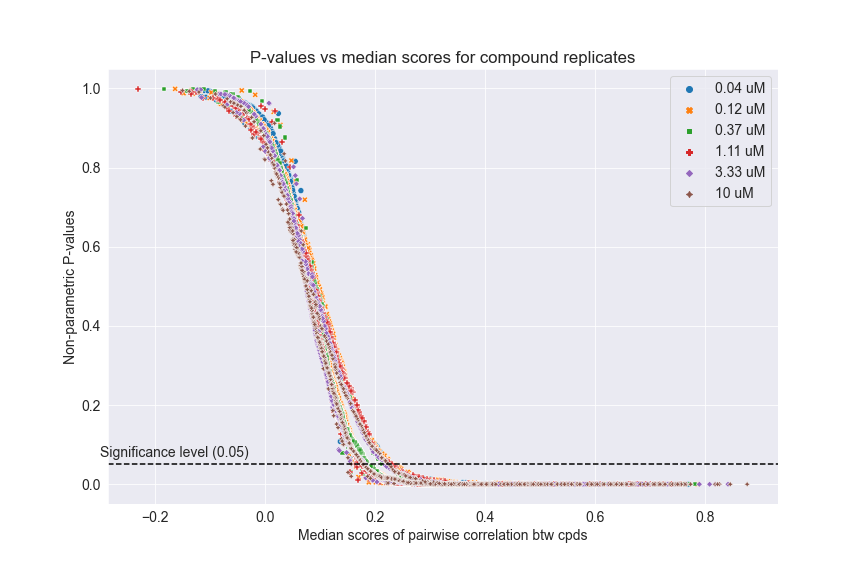 P-values vs median scores for compound replicates
1.0
0.8
0.6
0.4
0.2
0.0
Non-parametric P-values
0.04 uM
0.12 uM
0.37 uM
1.11 uM
3.33 uM
10 uM
Significance level (0.05)
−0.2 0.0 0.2 0.4 0.6 0.8
Median scores of pairwise correlation btw cpds